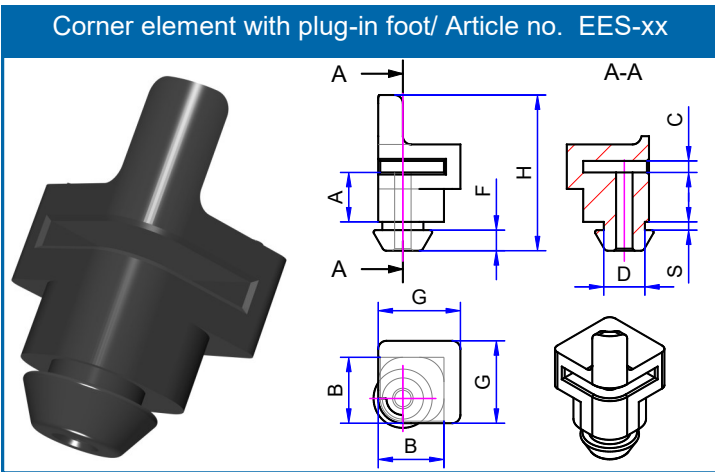 Corner element with plug-in foot/ Article no. EES-xx
A
A-A
C
H
F
A
A
D
S
G
B
G
B